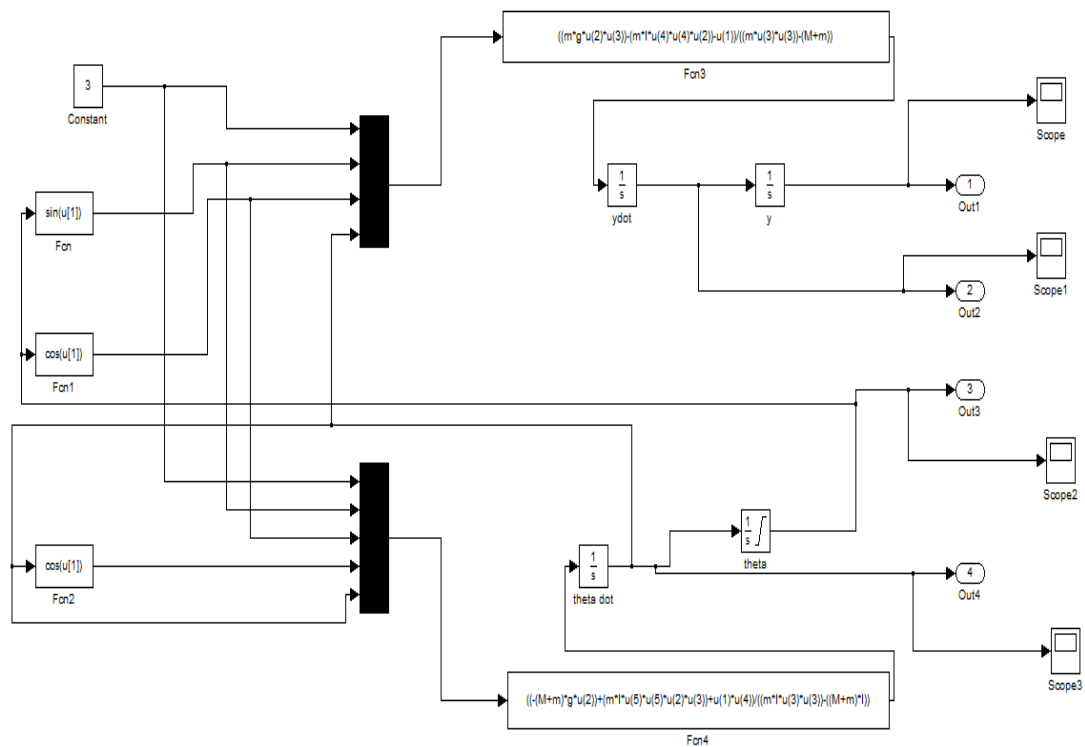 ((m*g*u(2)*u(3))-(m*l*u(4)*u(4)*u(2))-u(1))/((m*u(3)*u(3))-(M+m))
Fcn3
3
Constant
Scope
sin(u[1])
Fcn
1
s
ydot
1
s
y
1
Out1
Scope1
2
Out2
cos(u[1])
Fcn1
3
Out3
Scope2
1
s
theta
cos(u[1])
Fcn2
1
s
theta dot
4
Out4
Scope3
((-(M+m)*g*u(2))+(m*l*u(5)*u(5)*u(2)*u(3))+u(1)*u(4))/((m*l*u(3)*u(3))-((M+m)*l))
Fcn4